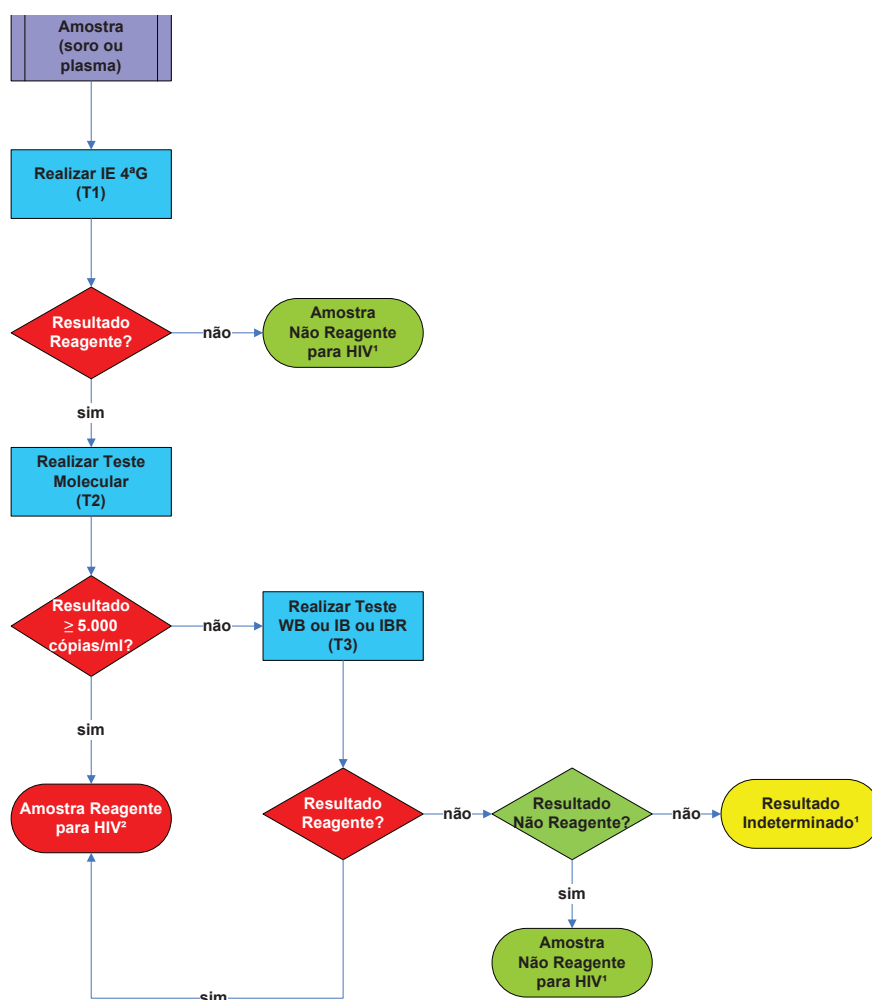 Amostra
(soro ou
plasma)
Realizar IE 4ªG
(T1)
Resultado
Reagente?
não
Amostra
Não Reagente
para HIV¹
sim
Realizar Teste
Molecular
(T2)
Resultado
≥ 5.000
cópias/ml?
não
Realizar Teste
WB ou IB ou IBR
(T3)
sim
Amostra Reagente
para HIV²
Resultado
Reagente?
não
Resultado
Não Reagente?
não
Resultado
Indeterminado¹
sim
Amostra
Não Reagente
para HIV¹
sim